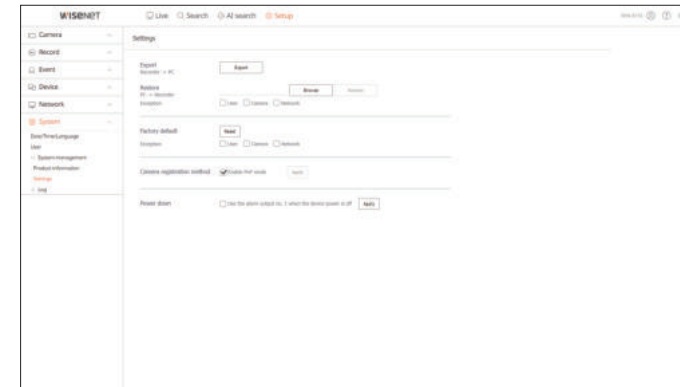 WISENET
Live Search AI search Setup
Camera
Record
Event
Device
Network
System
Date/Time/Language
User
System management
Product information
Settings
Log
Settings
Export
Recorder -> PC
Export
Restore
PC -> Recorder
Browse
Restore
Exception
User Camera Network
Factory default
Reset
Exception
User Camera Network
Camera registration method
Enable PnP mode
Apply
Power down
Use the alarm output no. 1 when the device power is off
Apply